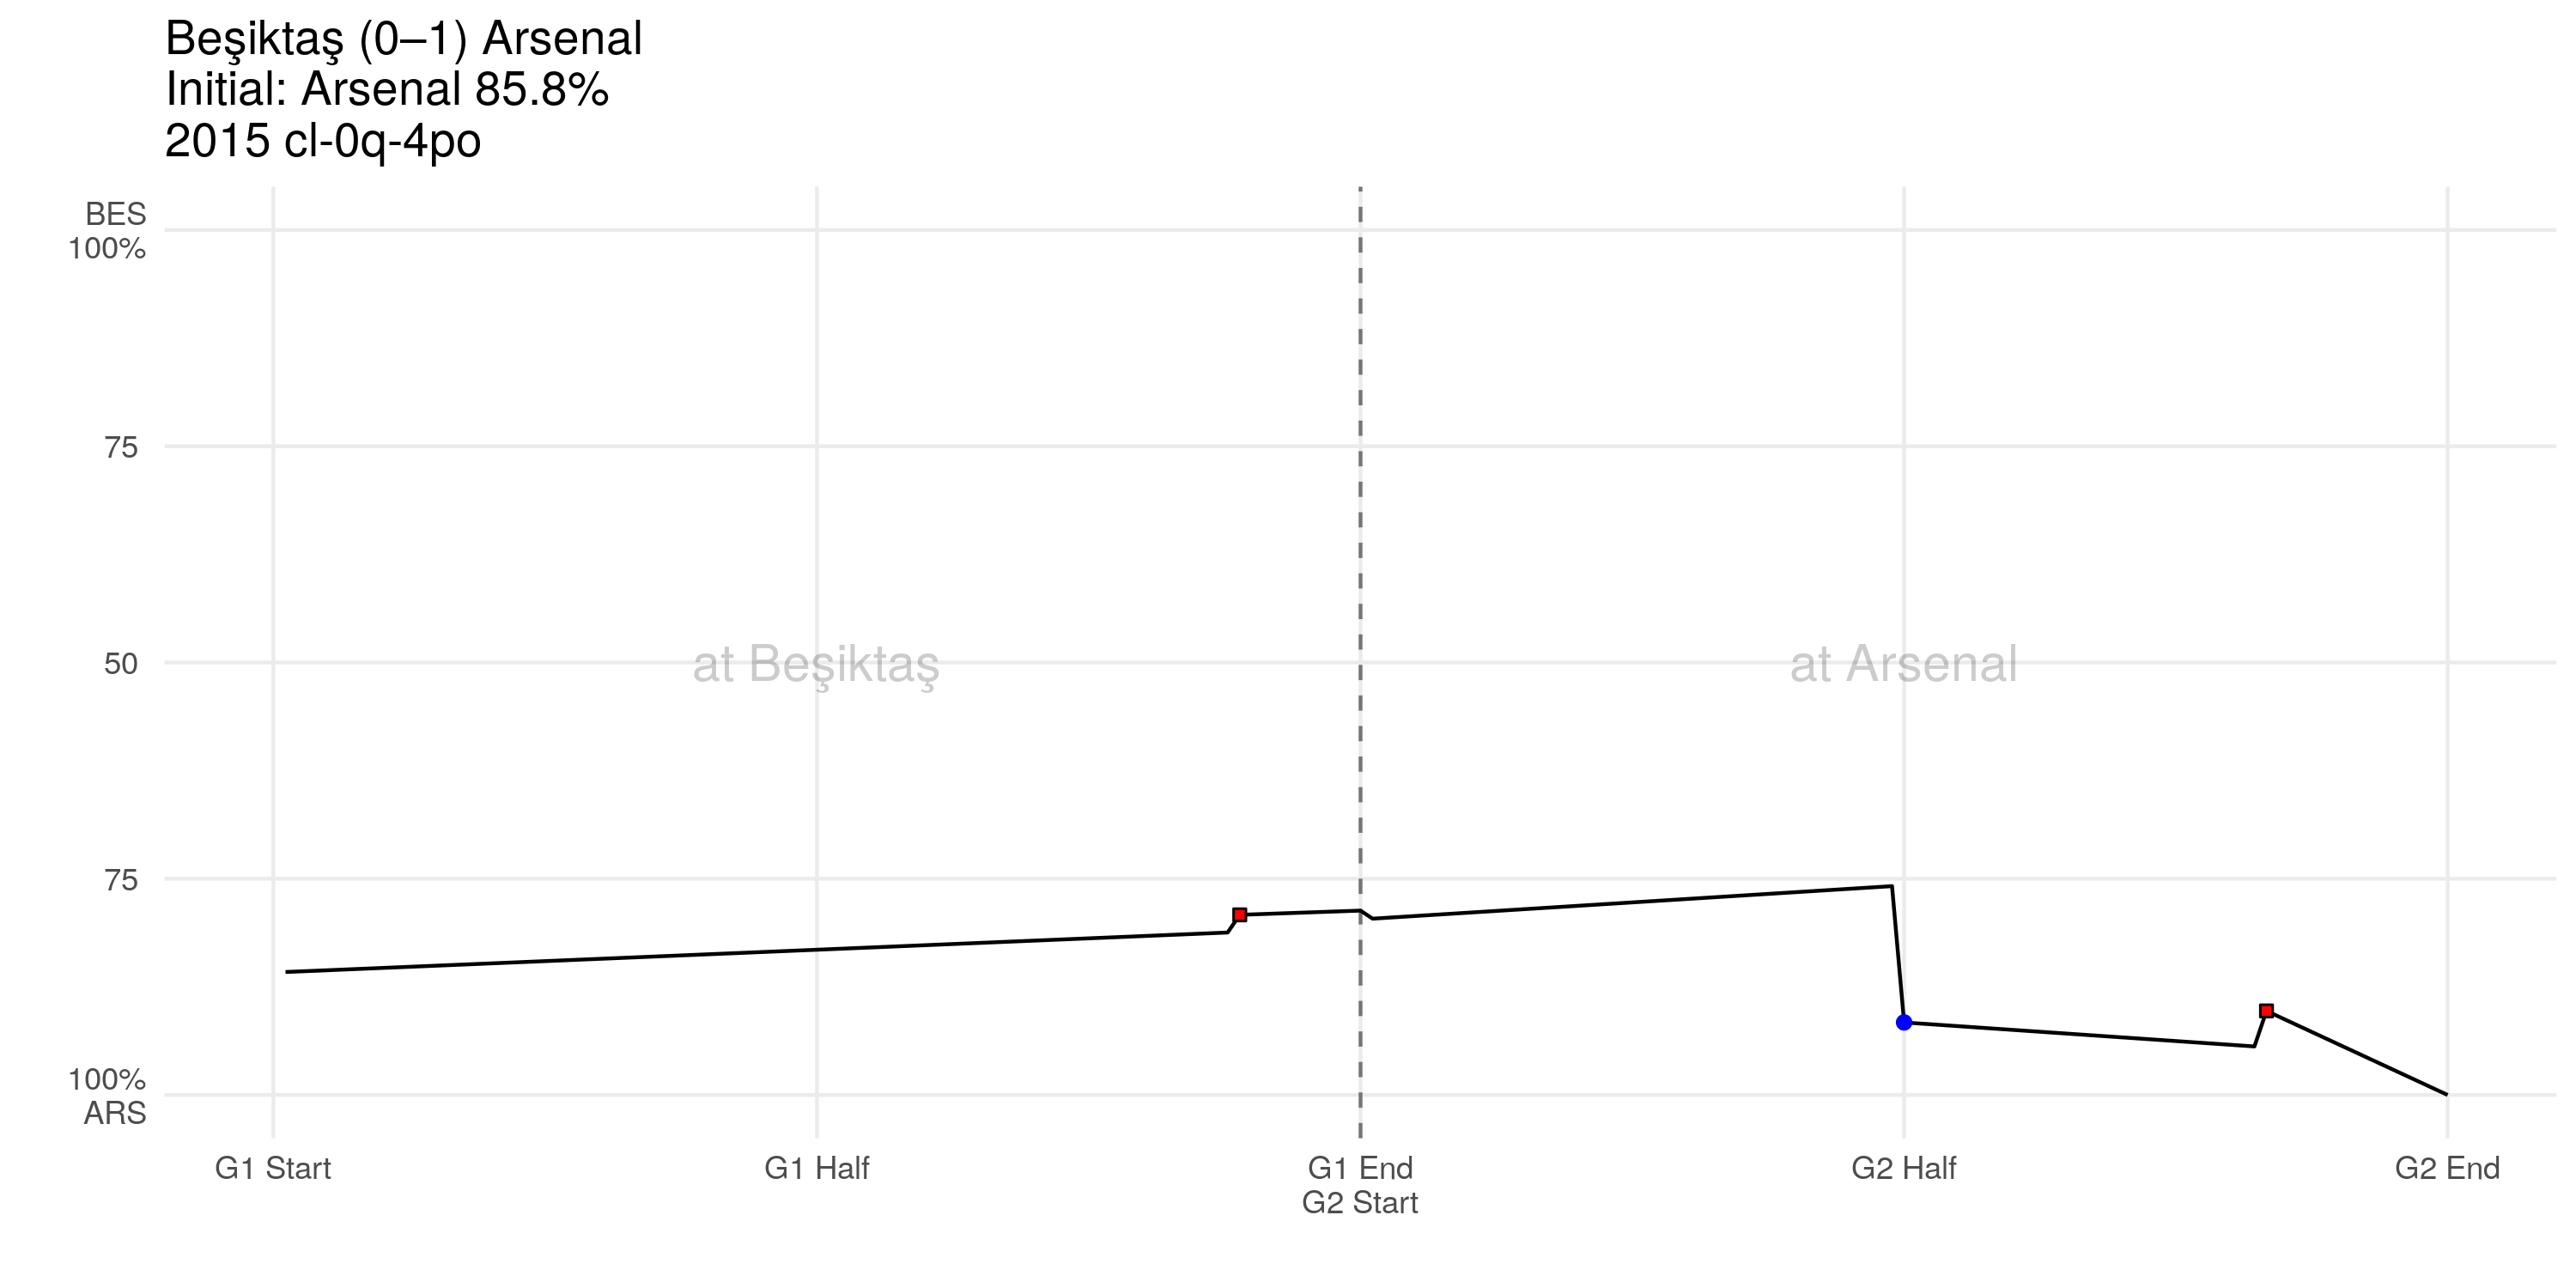 Beşiktaş (0–1) Arsenal
Initial: Arsenal 85.8%
2015 cl-0q-4po
BES
100%
75
50
75
100%
ARS
at Beşiktaş
at Arsenal
G1 Start
G1 Half
G1 End
G2 Start
G2 Half
G2 End